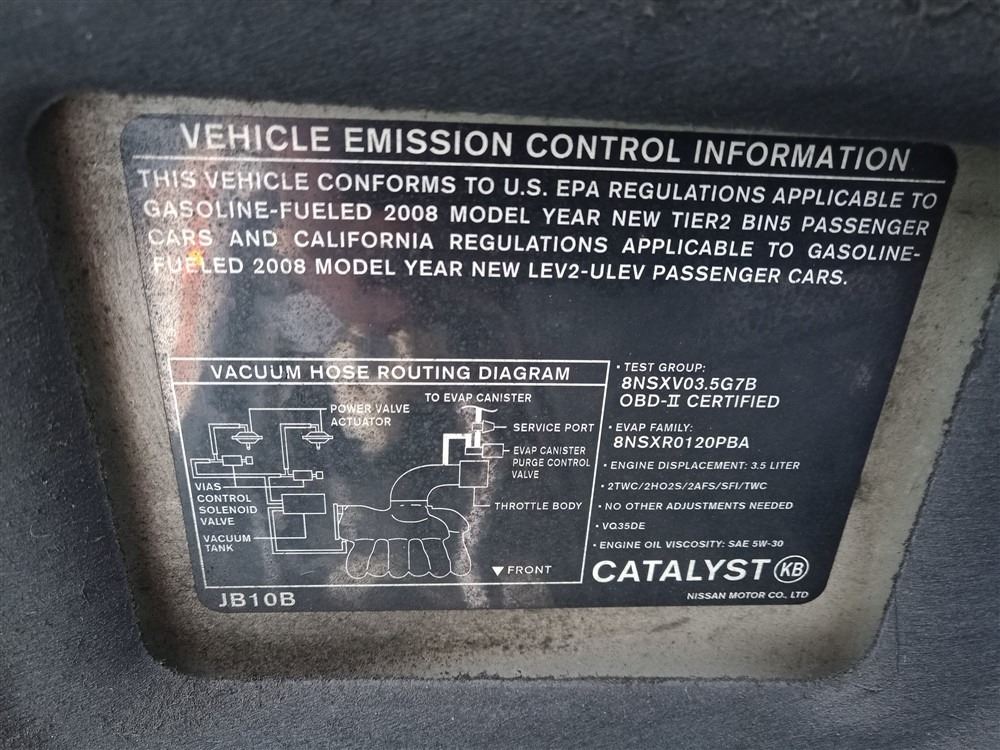 VEHICLE EMISSION CONTROL INFORMATION
THIS VEHICLE CONFORMS TO U.S. EPA REGULATIONS APPLICABLE TO
GASOLINE-FUELED 2008 MODEL YEAR NEW TIER2 BIN5 PASSENGER
CARS AND CALIFORNIA REGULATIONS APPLICABLE TO GASOLINE-
FUELED 2008 MODEL YEAR NEW LEV2-ULEV PASSENGER CARS.
VACUUM HOSE ROUTING DIAGRAM
TO EVAP CANISTER
POWER VALVE
ACTUATOR
SERVICE PORT
EVAP CANISTER
PURGE CONTROL
VALVE
VIAS
CONTROL
SOLENOID
VALVE
THROTTLE BODY
VACUUM
TANK
▼FRONT
JB10B
• TEST GROUP:
8NSXV03.5G7B
OBD-II CERTIFIED
• EVAP FAMILY:
8NSXR0120PBA
• ENGINE DISPLACEMENT: 3.5 LITER
• 2TWC/2HO2S/2AFS/SFI/TWC
• NO OTHER ADJUSTMENTS NEEDED
• VQ35DE
• ENGINE OIL VISCOSITY: SAE 5W-30
CATALYST KB
NISSAN MOTOR CO., LTD